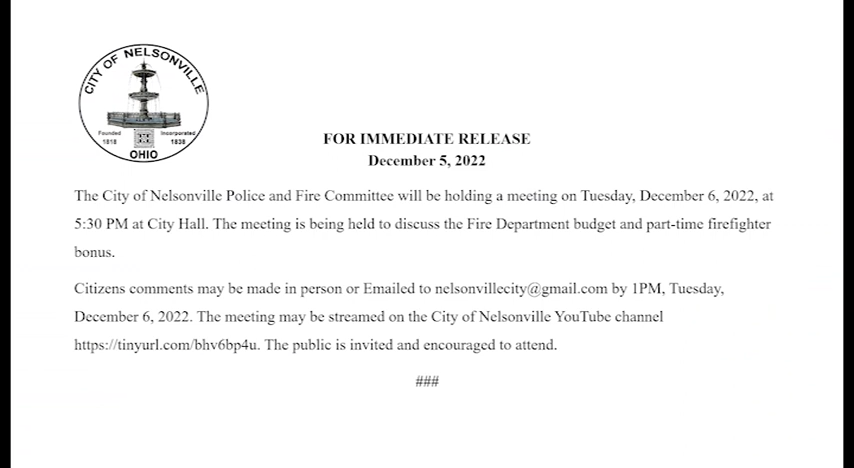 CITY OF NELSONVILLE
Founded
1818
Incorporated
1838
OHIO
FOR IMMEDIATE RELEASE
December 5, 2022
The City of Nelsonville Police and Fire Committee will be holding a meeting on Tuesday, December 6, 2022, at
5:30 PM at City Hall. The meeting is being held to discuss the Fire Department budget and part-time firefighter
bonus.
Citizens comments may be made in person or Emailed to nelsonvillecity@gmail.com by 1PM, Tuesday,
December 6, 2022. The meeting may be streamed on the City of Nelsonville YouTube channel
https://tinyurl.com/bhv6bp4u. The public is invited and encouraged to attend.
###